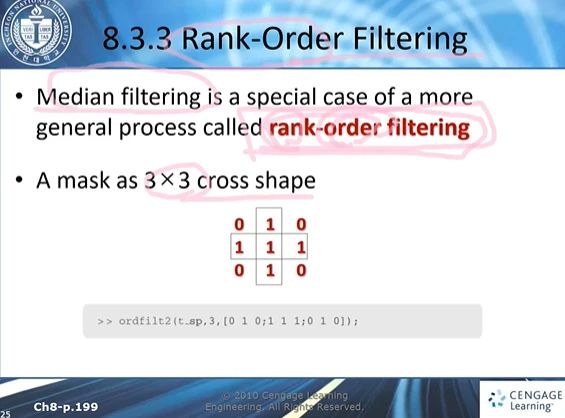 8.3.3 Rank-Order Filtering
• Median filtering is a special case of a more
general process called rank-order filtering
• A mask as 3×3 cross shape
0 1 0
1 1 1
0 1 0
>> ordfilt2(t_sp,3,[0 1 0;1 1 1;0 1 0]);
25
Ch8-p.199
© 2010 Cengage Learning
Engineering. All Rights Reserved.
CENGAGE
Learning